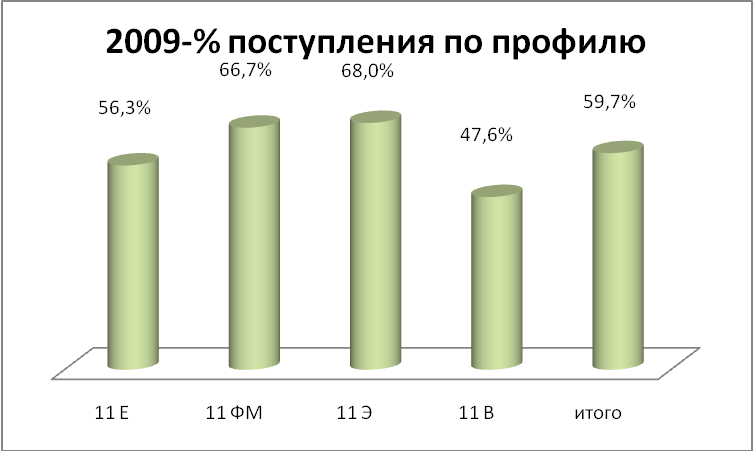 2009-% поступления по профилю
56,3%
66,7%
68,0%
47,6%
59,7%
11 Е
11 ФМ
11 Э
11 В
итого